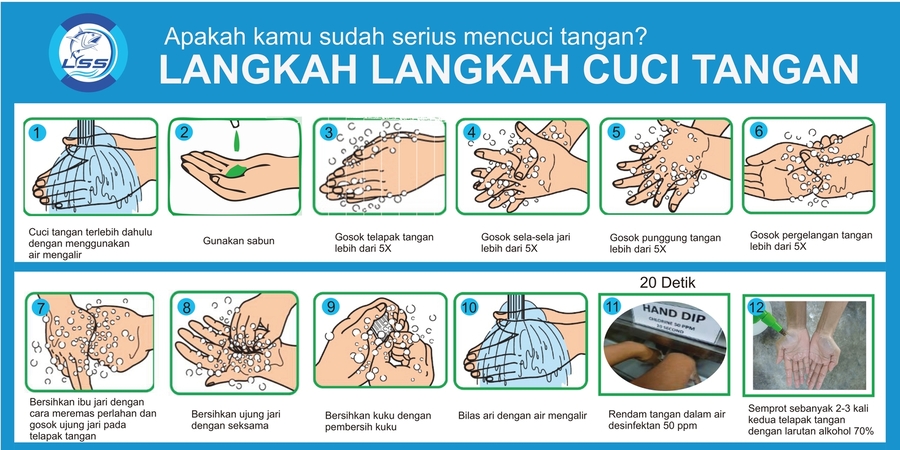 LSS
Apakah kamu sudah serius mencuci tangan?
LANGKAH LANGKAH CUCI TANGAN
1
Cuci tangan terlebih dahulu
dengan menggunakan
air mengalir
2
Gunakan sabun
3
Gosok telapak tangan
lebih dari 5X
4
Gosok sela-sela jari
lebih dari 5X
5
Gosok punggung tangan
lebih dari 5X
6
Gosok pergelangan tangan
lebih dari 5X
7
Bersihkan ibu jari dengan
cara meremas perlahan dan
gosok ujung jari pada
telapak tangan
8
Bersihkan ujung jari
dengan seksama
9
Bersihkan kuku dengan
pembersih kuku
10
Bilas ari dengan air mengalir
20 Detik
11
HAND DIP
CHLORINE 50 PPM
SECOND
Rendam tangan dalam air
desinfektan 50 ppm
12
Semprot sebanyak 2-3 kali
kedua telapak tangan
dengan larutan alkohol 70%